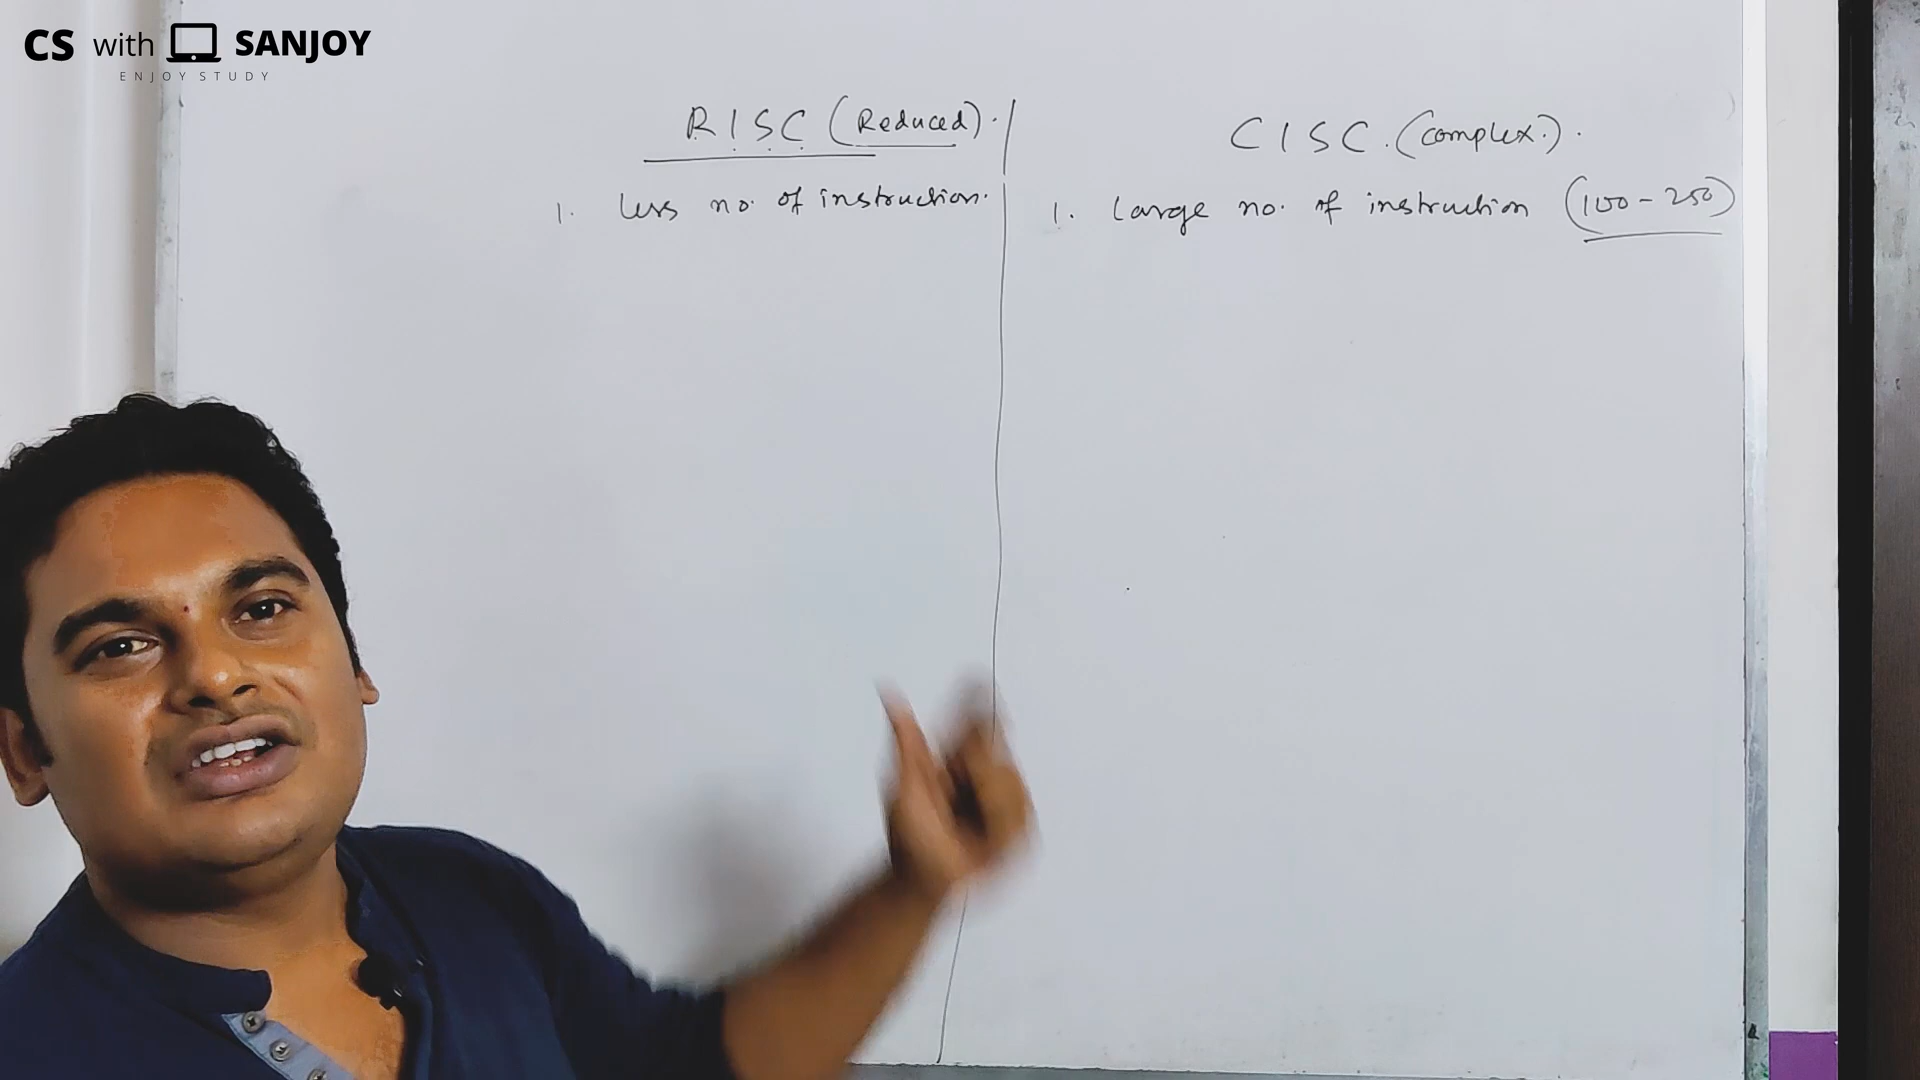 CS with SANJOY
ENJOY STUDY
RISC (Reduced).
1. Less no. of instruction.
CISC. (Complex.).
1. Large no. of instruction (100-250)